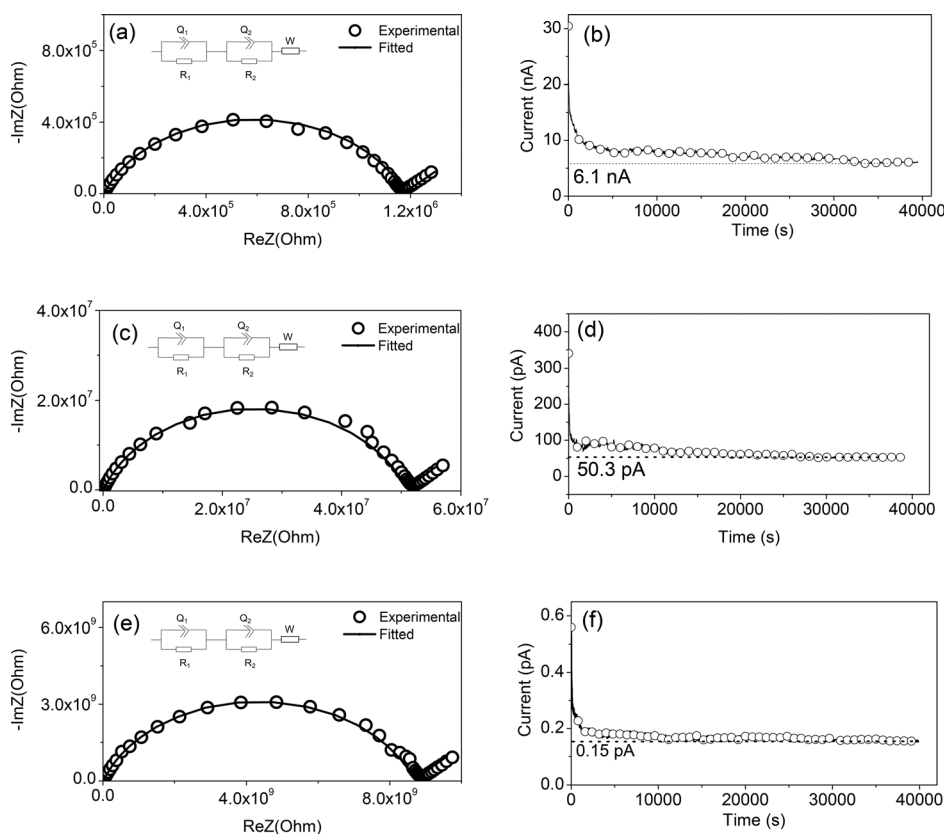 (a)
Q1 Q2 W
R1 R2
Experimental
Fitted
8.0x10^5
4.0x10^5
0.0
-ImZ(Ohm)
0.0 4.0x10^5 8.0x10^5 1.2x10^6
ReZ(Ohm)
(b)
30
20
10
0
Current (nA)
6.1 nA
0 10000 20000 30000 40000
Time (s)
(c)
Q1 Q2 W
R1 R2
Experimental
Fitted
4.0x10^7
2.0x10^7
0.0
-ImZ(Ohm)
0.0 2.0x10^7 4.0x10^7 6.0x10^7
ReZ(Ohm)
(d)
400
300
200
100
0
Current (pA)
50.3 pA
0 10000 20000 30000 40000
Time (s)
(e)
Q1 Q2 W
R1 R2
Experimental
Fitted
6.0x10^9
3.0x10^9
0.0
-ImZ(Ohm)
0.0 4.0x10^9 8.0x10^9
ReZ(Ohm)
(f)
0.6
0.4
0.2
0.0
Current (pA)
0.15 pA
0 10000 20000 30000 40000
Time (s)